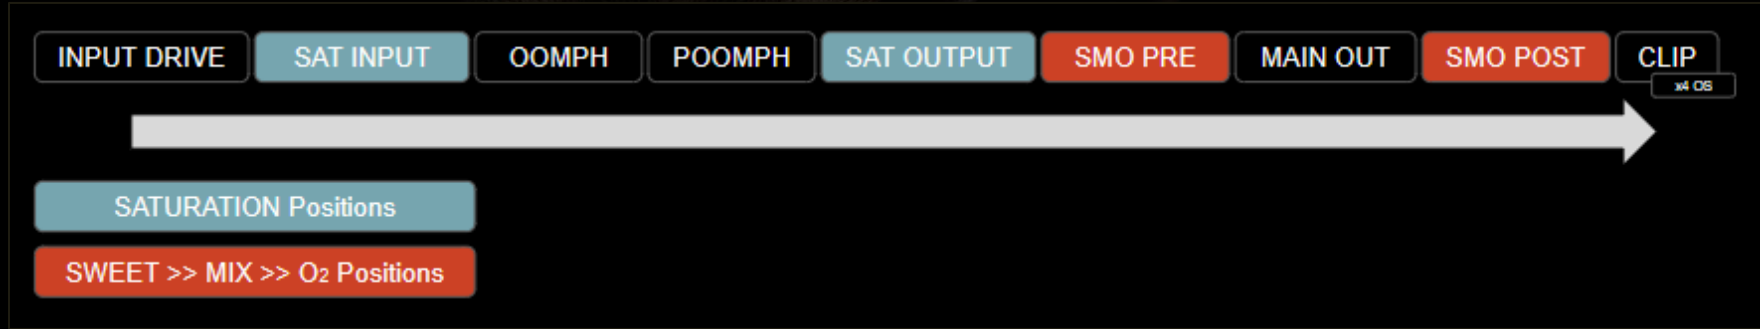 INPUT DRIVE SAT INPUT OOMPH POOMPH SAT OUTPUT SMO PRE MAIN OUT SMO POST CLIP
x4 OS
SATURATION Positions
SWEET >> MIX >> O2 Positions